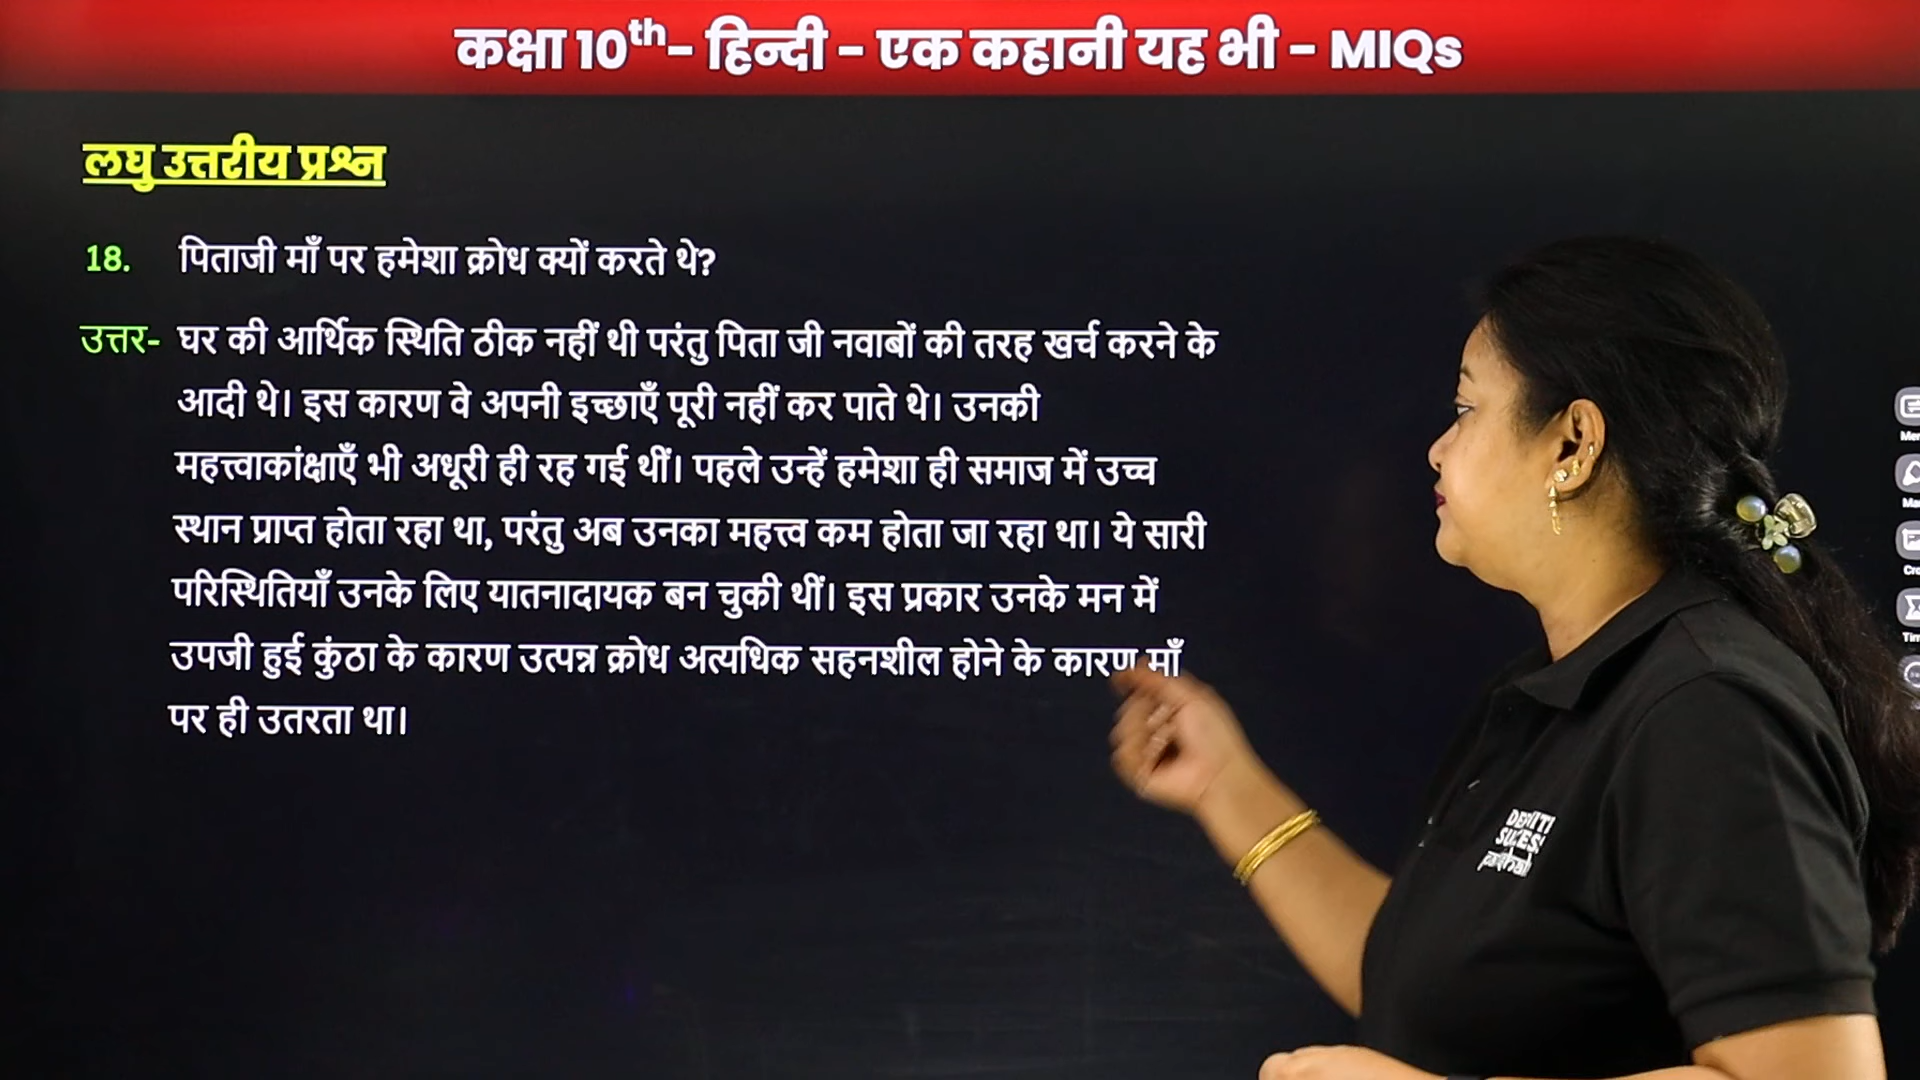 कक्षा 10th- हिन्दी - एक कहानी यह भी - MIQs
लघु उत्तरीय प्रश्न
18. पिताजी माँ पर हमेशा क्रोध क्यों करते थे?
उत्तर- घर की आर्थिक स्थिति ठीक नहीं थी परंतु पिता जी नवाबों की तरह खर्च करने के
आदी थे। इस कारण वे अपनी इच्छाएँ पूरी नहीं कर पाते थे। उनकी
महत्त्वाकांक्षाएँ भी अधूरी ही रह गई थीं। पहले उन्हें हमेशा ही समाज में उच्च
स्थान प्राप्त होता रहा था, परंतु अब उनका महत्त्व कम होता जा रहा था। ये सारी
परिस्थितियाँ उनके लिए यातनादायक बन चुकी थीं। इस प्रकार उनके मन में
उपजी हुई कुंठा के कारण उत्पन्न क्रोध अत्यधिक सहनशील होने के कारण माँ
पर ही उतरता था।